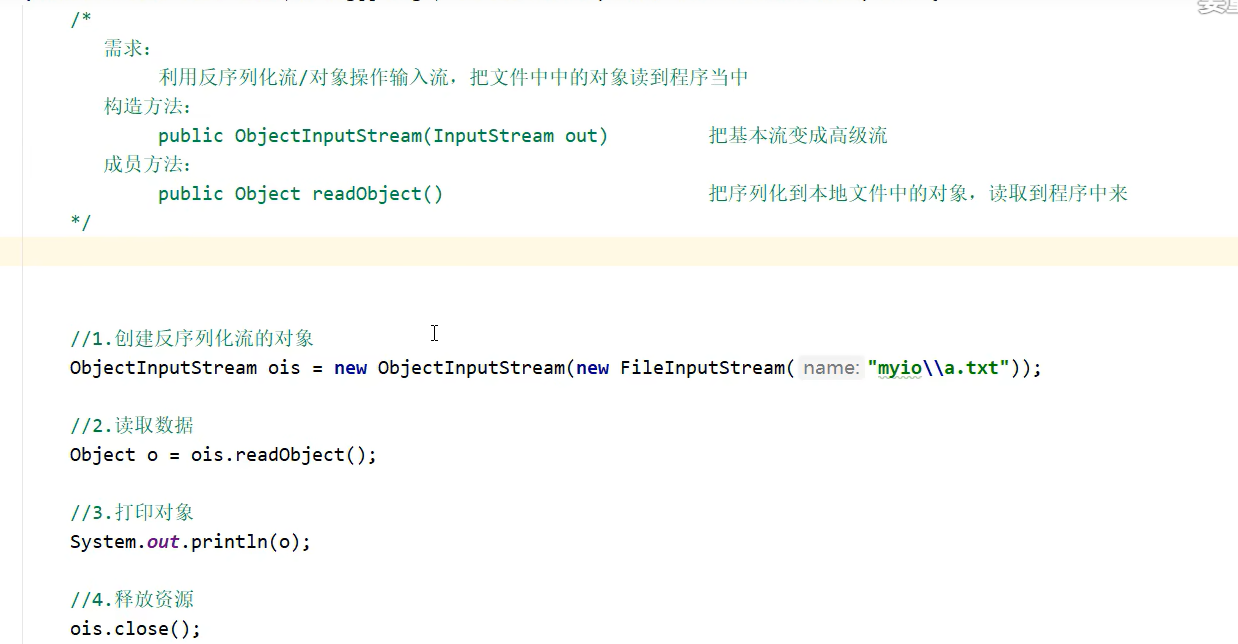 /*
需求：
利用反序列化流/对象操作输入流，把文件中中的对象读到程序当中
构造方法：
public ObjectInputStream(InputStream out) 把基本流变成高级流
成员方法：
public Object readObject() 把序列化到本地文件中的对象，读取到程序中来
*/
//1.创建反序列化流的对象
ObjectInputStream ois = new ObjectInputStream(new FileInputStream( name: "myio\\a.txt"));
//2.读取数据
Object o = ois.readObject();
//3.打印对象
System.out.println(o);
//4.释放资源
ois.close();